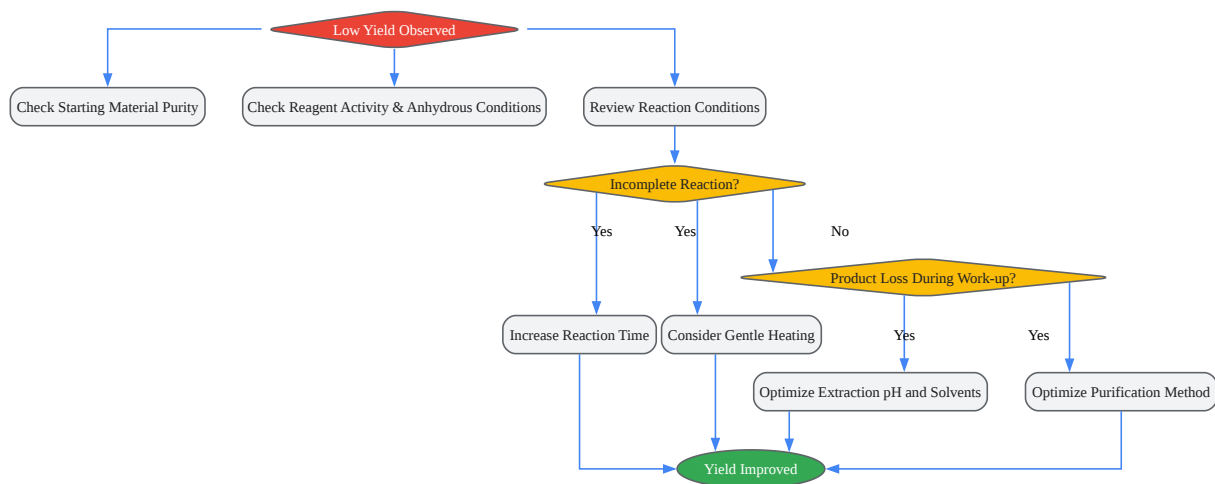 Low Yield Observed
Check Starting Material Purity
Check Reagent Activity & Anhydrous Conditions
Review Reaction Conditions
Incomplete Reaction?
Yes
Yes
No
Product Loss During Work-up?
Increase Reaction Time
Consider Gentle Heating
Yes
Yes
Optimize Extraction pH and Solvents
Optimize Purification Method
Yield Improved